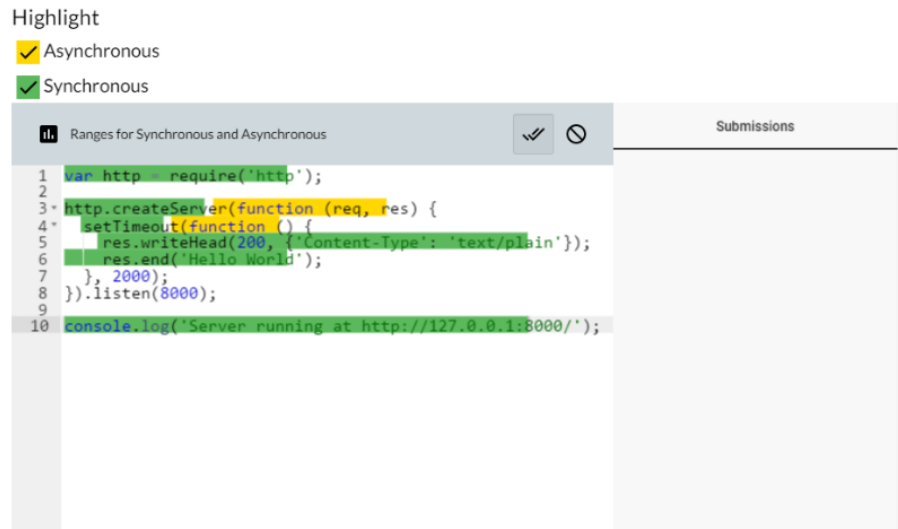 Highlight
Asynchronous
Synchronous
Ranges for Synchronous and Asynchronous
Submissions
1 var http = require('http');
2
3 http.createServer(function (req, res) {
4 setTimeout(function () {
5 res.writeHead(200, {'Content-Type': 'text/plain'});
6 res.end('Hello World');
7 }, 2000);
8 }).listen(8000);
9
10 console.log('Server running at http://127.0.0.1:8000/');